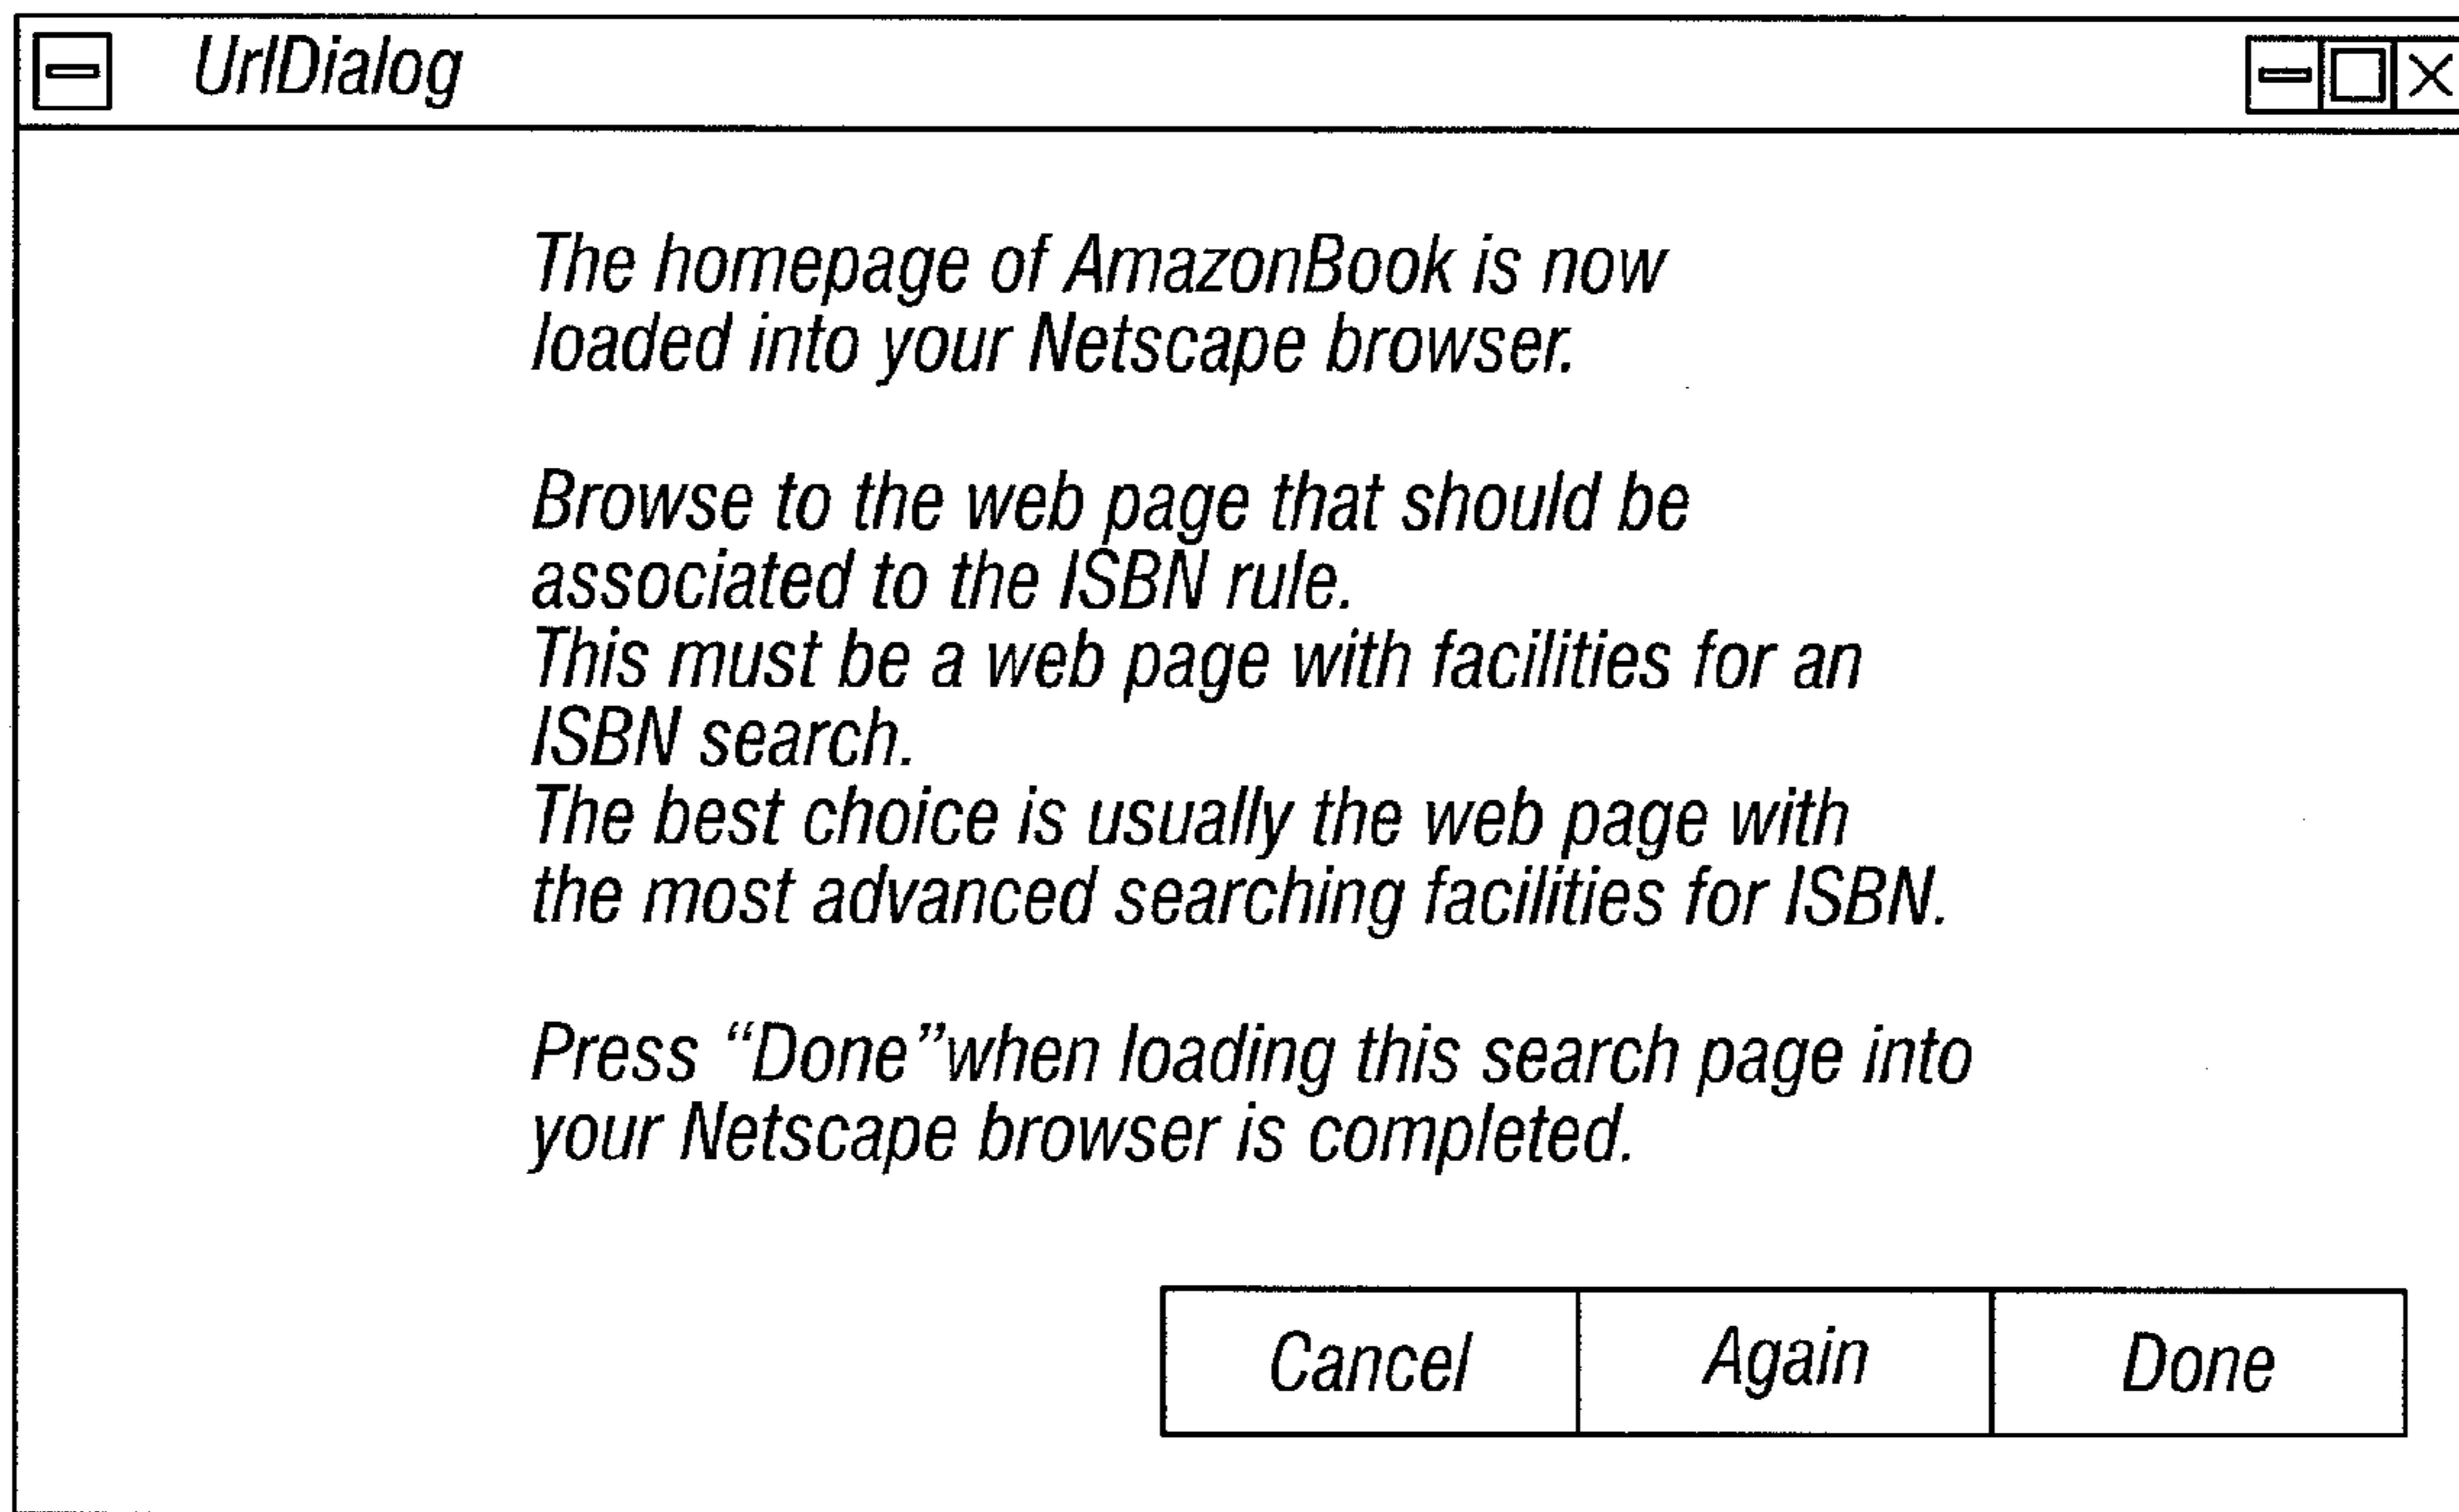 UrlDialog
The homepage of AmazonBook is now
loaded into your Netscape browser.
Browse to the web page that should be
associated to the ISBN rule.
This must be a web page with facilities for an
ISBN search.
The best choice is usually the web page with
the most advanced searching facilities for ISBN.
Press “Done”when loading this search page into
your Netscape browser is completed.
Cancel Again Done